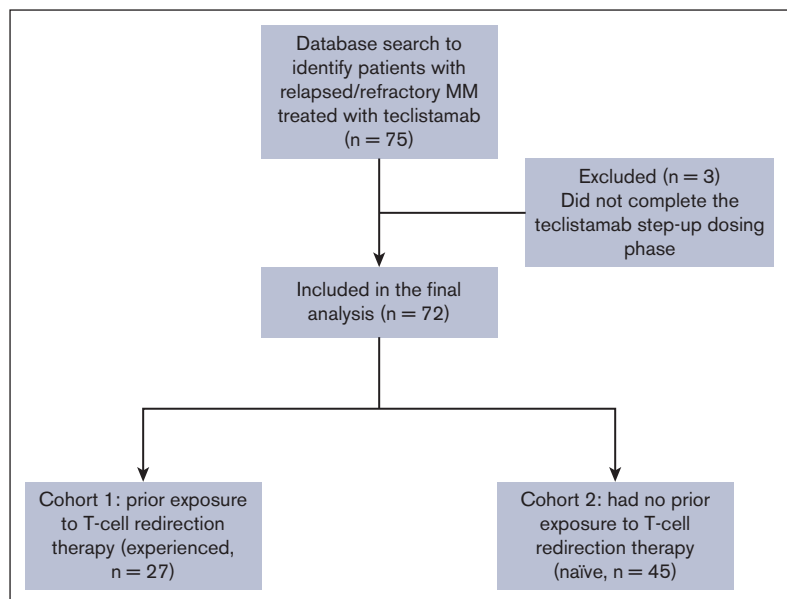 Database search to
identify patients with
relapsed/refractory MM
treated with teclistamab
(n = 75)
Excluded (n = 3)
Did not complete the
teclistamab step-up dosing
phase
Included in the final
analysis (n = 72)
Cohort 1: prior exposure
to T-cell redirection
therapy (experienced,
n = 27)
Cohort 2: had no prior
exposure to T-cell
redirection therapy
(naïve, n = 45)